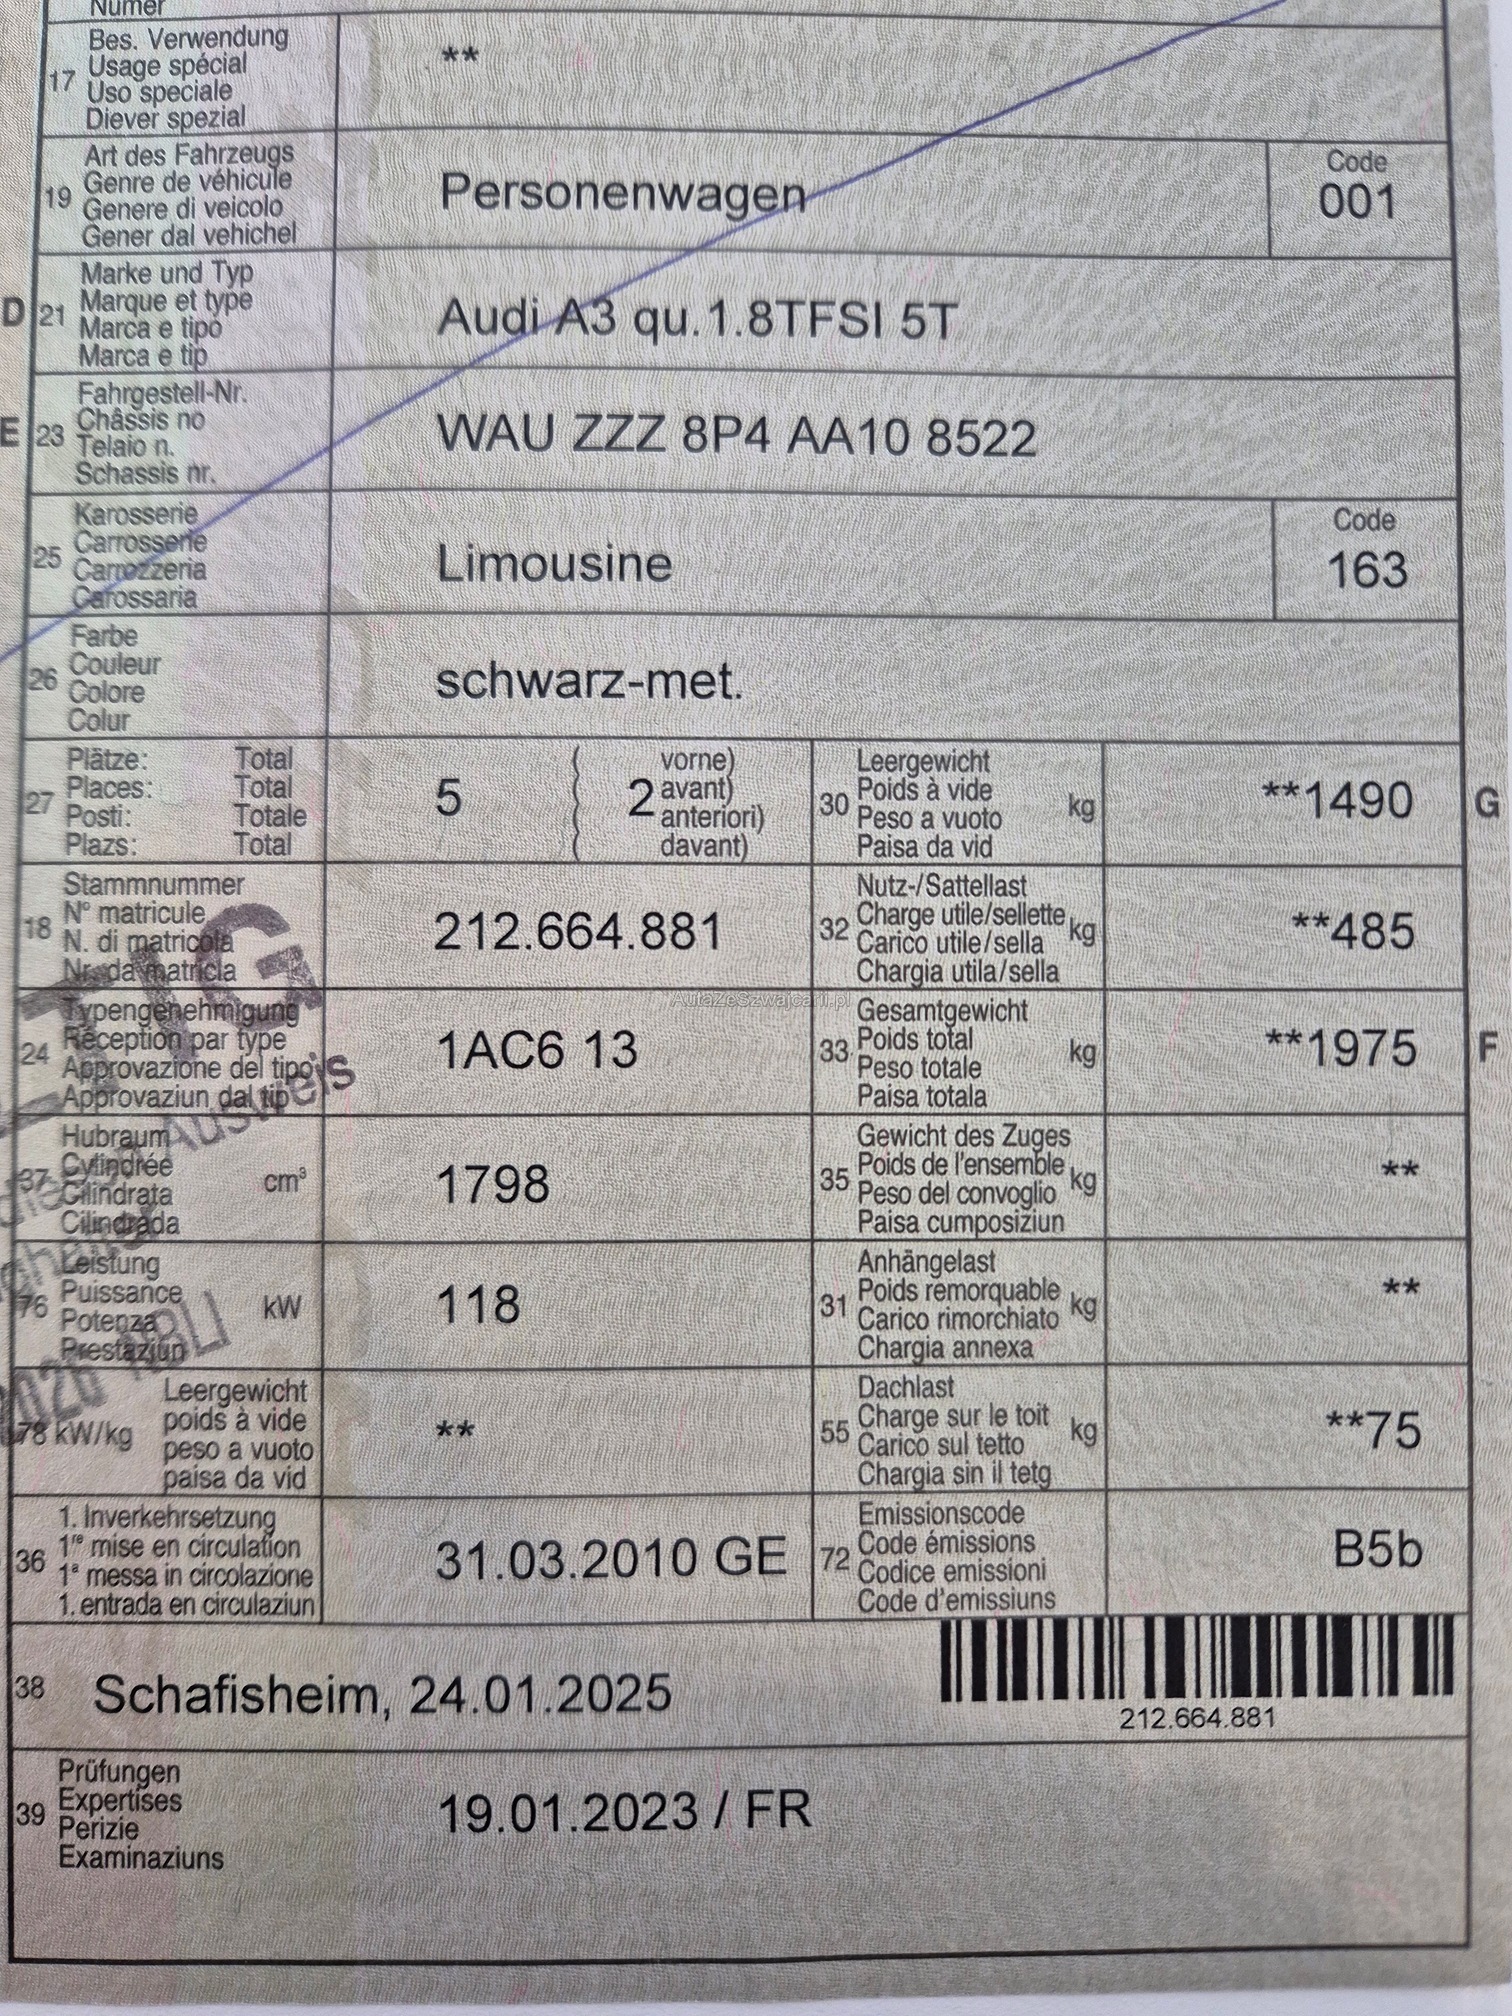 Numer
17 Bes. Verwendung
Usage spécial
Uso speciale
Diever spezial
**
19 Art des Fahrzeugs
Genre de véhicule
Genere di veicolo
Gener dal vehichel
Personenwagen
Code
001
D 21 Marke und Typ
Marque et type
Marca e tipo
Marca e tip
Audi A3 qu.1.8TFSI 5T
E 23 Fahrgestell-Nr.
Châssis no
Telaio n.
Schassis nr.
WAU ZZZ 8P4 AA10 8522
25 Karosserie
Carrosserie
Carrozzeria
Carossaria
Limousine
Code
163
26 Farbe
Couleur
Colore
Colur
schwarz-met.
27 Plätze: Total
Places: Total
Posti: Totale
Plazs: Total
5 ( 2 vorne)
( avant)
( anteriori)
( davant)
30 Leergewicht
Poids à vide
Peso a vuoto
Paisa da vid
kg
**1490 G
18 Stammnummer
N° matricule
N. di matricola
Nr. da matricla
212.664.881
32 Nutz-/Sattellast
Charge utile/sellette
Carico utile/sella
Chargia utila/sella
kg
**485
AutaZeSzwajcarii.pl
24 Typengenehmigung
Réception par type
Approvazione del tipo
Approvaziun dal tip
1AC6 13
33 Gesamtgewicht
Poids total
Peso totale
Paisa totala
kg
**1975 F
37 Hubraum
Cylindrée
Cilindrata
Cilindrada
cm³
1798
35 Gewicht des Zuges
Poids de l'ensemble
Peso del convoglio
Paisa cumposiziun
kg
**
76 Leistung
Puissance
Potenza
Prestaziun
kW
118
31 Anhängelast
Poids remorquable
Carico rimorchiato
Chargia annexa
kg
**
78 kW/kg Leergewicht
poids à vide
peso a vuoto
paisa da vid
**
55 Dachlast
Charge sur le toit
Carico sul tetto
Chargia sin il tetg
kg
**75
36 1. Inverkehrsetzung
1re mise en circulation
1a messa in circolazione
1. entrada en circulaziun
31.03.2010 GE
72 Emissionscode
Code émissions
Codice emissioni
Code d'emissiuns
B5b
38 Schafisheim, 24.01.2025
212.664.881
39 Prüfungen
Expertises
Perizie
Examinaziuns
19.01.2023 / FR
Ausweis